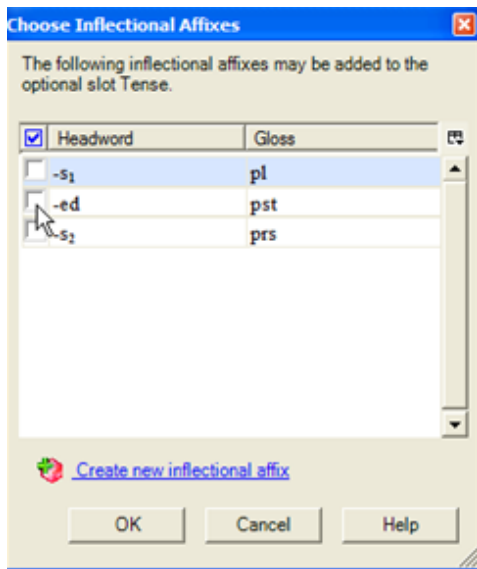 Choose Inflectional Affixes
The following inflectional affixes may be added to the
optional slot Tense.
Headword Gloss
-s₁ pl
-ed pst
-s₂ prs
Create new inflectional affix
OK Cancel Help